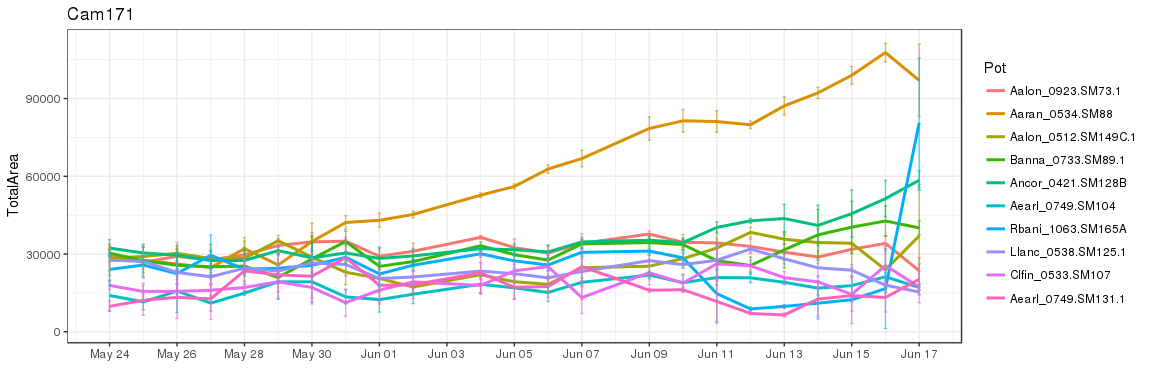 Cam171
TotalArea
90000
60000
30000
0
May 24 May 26 May 28 May 30 Jun 01 Jun 03 Jun 05 Jun 07 Jun 09 Jun 11 Jun 13 Jun 15 Jun 17
Pot
Aalon_0923.SM73.1
Aaran_0534.SM88
Aalon_0512.SM149C.1
Banna_0733.SM89.1
Ancor_0421.SM128B
Aearl_0749.SM104
Rbani_1063.SM165A
Llanc_0538.SM125.1
Clfin_0533.SM107
Aearl_0749.SM131.1